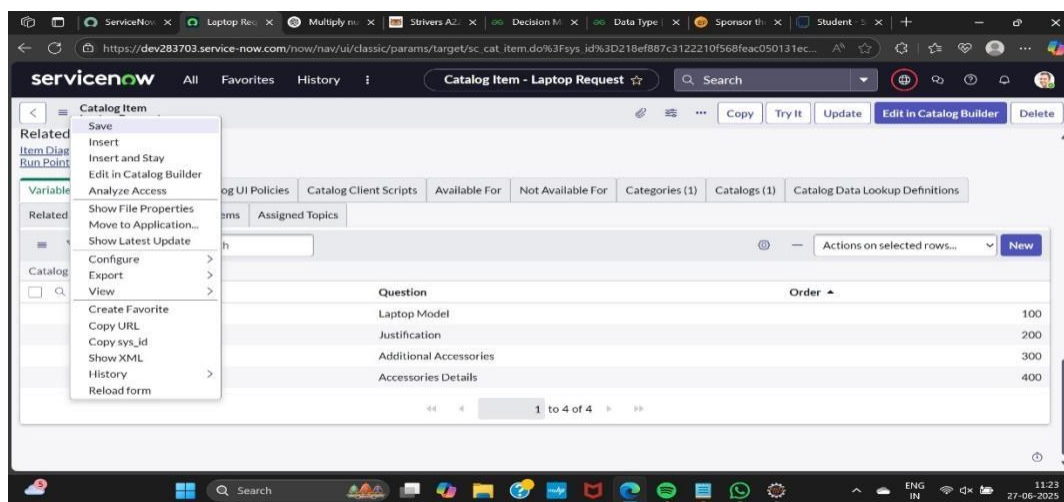 ServiceNow Laptop Req Multiply nu Strivers A2 Decision M Data Type Sponsor th Student - S
https://dev283703.service-now.com/now/nav/ui/classic/params/target/sc_cat_item.do%3Fsys_id%3D218ef887c3122210f568feac050131ec...
servicenow All Favorites History Catalog Item - Laptop Request Search
Catalog Item
Copy Try It Update Edit in Catalog Builder Delete
Related
Item Diag
Run Point
Save
Insert
Insert and Stay
Edit in Catalog Builder
Analyze Access
Show File Properties
Move to Application...
Show Latest Update
Configure
Export
View
Create Favorite
Copy URL
Copy sys_id
Show XML
History
Reload form
Variable og UI Policies Catalog Client Scripts Available For Not Available For Categories (1) Catalogs (1) Catalog Data Lookup Definitions
Related ems Assigned Topics
h Actions on selected rows... New
Catalog
Question Order
Laptop Model 100
Justification 200
Additional Accessories 300
Accessories Details 400
1 to 4 of 4
5 Search ENG IN 11:23